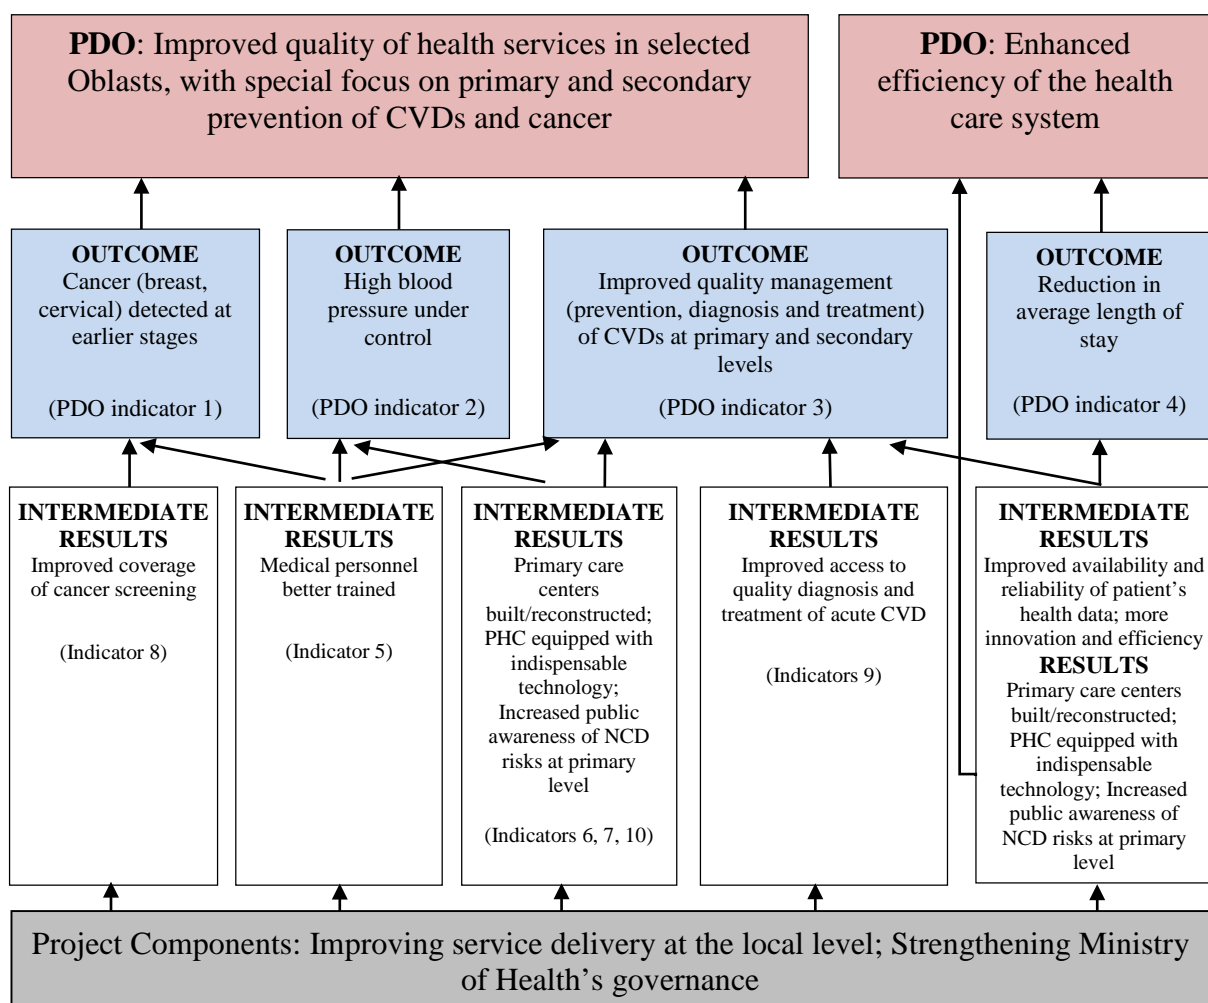 PDO: Improved quality of health services in selected
Oblasts, with special focus on primary and secondary
prevention of CVDs and cancer
PDO: Enhanced
efficiency of the health
care system
OUTCOME
Cancer (breast,
cervical) detected at
earlier stages
(PDO indicator 1)
OUTCOME
High blood
pressure under
control
(PDO indicator 2)
OUTCOME
Improved quality management
(prevention, diagnosis and treatment)
of CVDs at primary and secondary
levels
(PDO indicator 3)
OUTCOME
Reduction in
average length of
stay
(PDO indicator 4)
INTERMEDIATE
RESULTS
Improved coverage
of cancer screening
(Indicator 8)
INTERMEDIATE
RESULTS
Medical personnel
better trained
(Indicator 5)
INTERMEDIATE
RESULTS
Primary care
centers
built/reconstructed;
PHC equipped with
indispensable
technology;
Increased public
awareness of NCD
risks at primary
level
(Indicators 6, 7, 10)
INTERMEDIATE
RESULTS
Improved access to
quality diagnosis and
treatment of acute CVD
(Indicators 9)
INTERMEDIATE
RESULTS
Improved availability and
reliability of patient's
health data; more
innovation and efficiency
RESULTS
Primary care centers
built/reconstructed;
PHC equipped with
indispensable
technology; Increased
public awareness of
NCD risks at primary
level
Project Components: Improving service delivery at the local level; Strengthening Ministry
of Health's governance